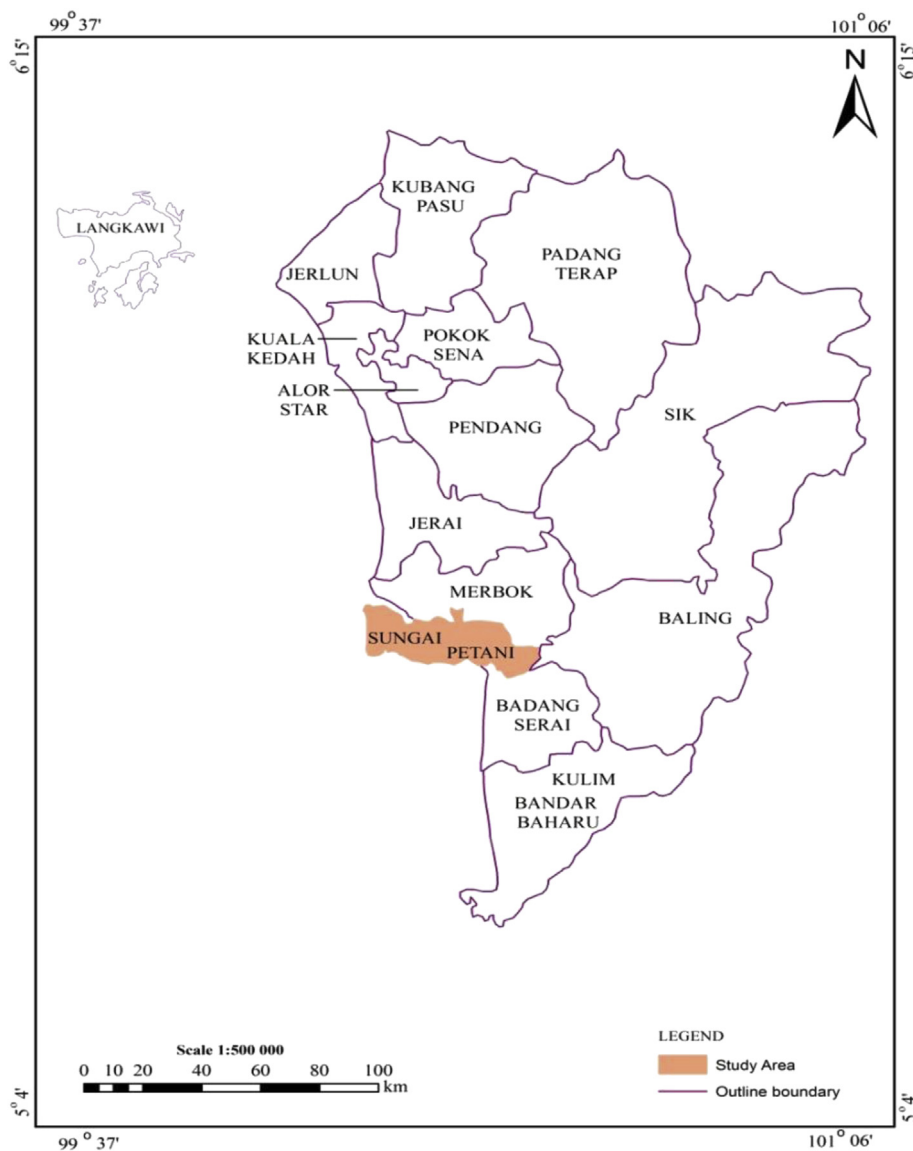 99° 37'
101° 06'
6° 15'
6° 15'
N
KUBANG
PASU
LANGKAWI
PADANG
TERAP
JERLUN
KUALA
KEDAH
POKOK
SENA
ALOR
STAR
SIK
PENDANG
JERAI
MERBOK
BALING
SUNGAI
PETANI
BADANG
SERAI
KULIM
BANDAR
BAHARU
Scale 1:500 000
0 10 20 40 60 80 100
km
LEGEND
Study Area
Outline boundary
5° 4'
5° 4'
99° 37'
101° 06'